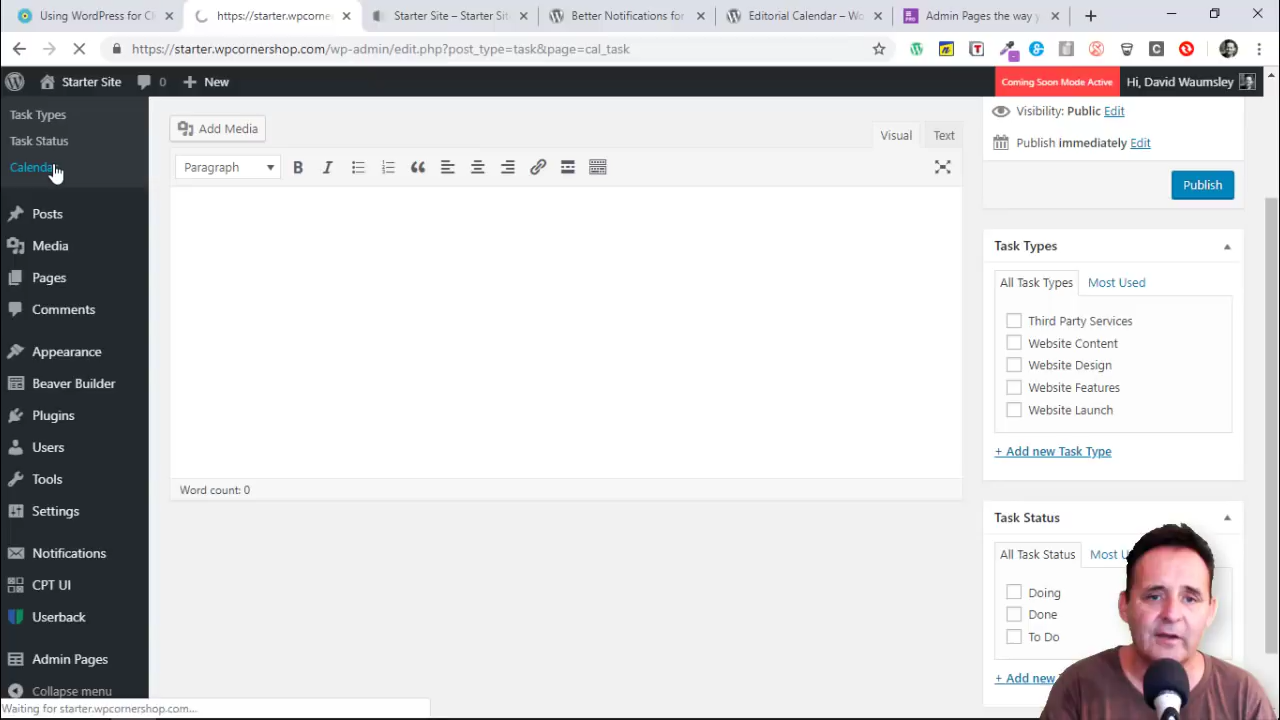 Using WordPress for Cl
https://starter.wpcorne
Starter Site – Starter Sit
Better Notifications for
Editorial Calendar – Wo
Admin Pages the way y
https://starter.wpcornershop.com/wp-admin/edit.php?post_type=task&page=cal_task
Starter Site
0
New
Coming Soon Mode Active
Hi, David Waumsley
Task Types
Task Status
Calendar
Posts
Media
Pages
Comments
Appearance
Beaver Builder
Plugins
Users
Tools
Settings
Notifications
CPT UI
Userback
Admin Pages
Collapse menu
Waiting for starter.wpcornershop.com...
Add Media
Visual
Text
Paragraph
Word count: 0
Visibility: Public Edit
Publish immediately Edit
Publish
Task Types
All Task Types
Most Used
Third Party Services
Website Content
Website Design
Website Features
Website Launch
+ Add new Task Type
Task Status
All Task Status
Most U
Doing
Done
To Do
+ Add new